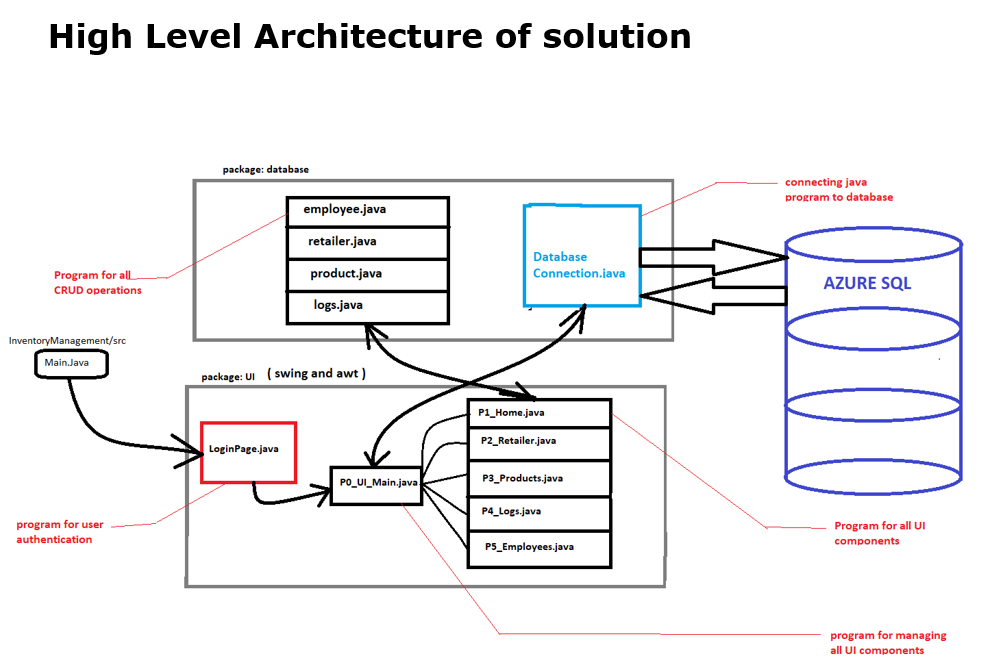 High Level Architecture of solution
package: database
connecting java
program to database
employee.java
retailer.java
product.java
logs.java
Database
Connection.java
AZURE SQL
Program for all
CRUD operations
InventoryManagement/src
Main.Java
package: UI
( swing and awt )
LoginPage.java
P0_UI_Main.java
P1_Home.java
P2_Retailer.java
P3_Products.java
P4_Logs.java
P5_Employees.java
program for user
authentication
Program for all UI
components
program for managing
all UI components